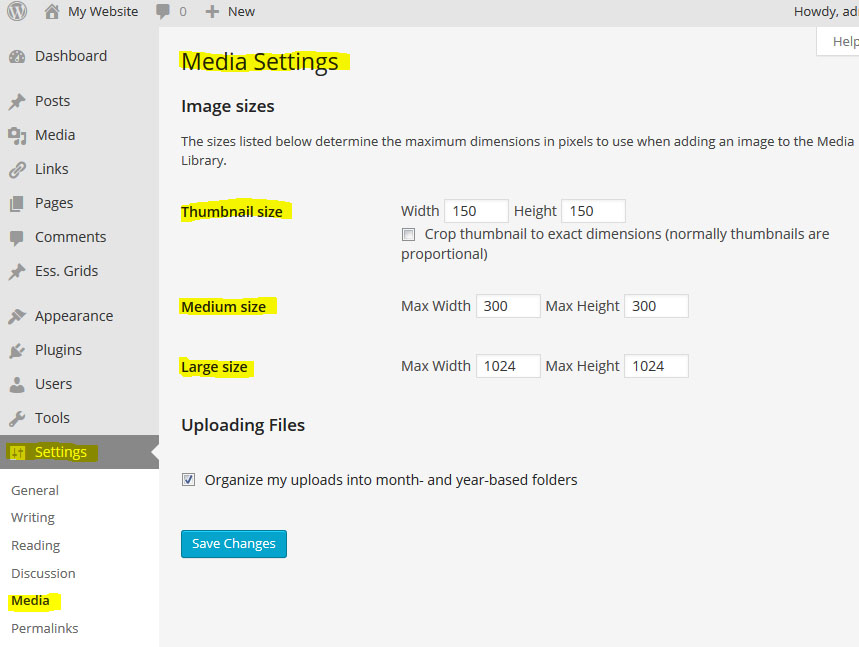 My Website 0 New Howdy, ad
Help
Dashboard
Posts
Media
Links
Pages
Comments
Ess. Grids
Appearance
Plugins
Users
Tools
Settings
General
Writing
Reading
Discussion
Media
Permalinks
Media Settings
Image sizes
The sizes listed below determine the maximum dimensions in pixels to use when adding an image to the Media
Library.
Thumbnail size Width 150 Height 150
Crop thumbnail to exact dimensions (normally thumbnails are
proportional)
Medium size Max Width 300 Max Height 300
Large size Max Width 1024 Max Height 1024
Uploading Files
Organize my uploads into month- and year-based folders
Save Changes